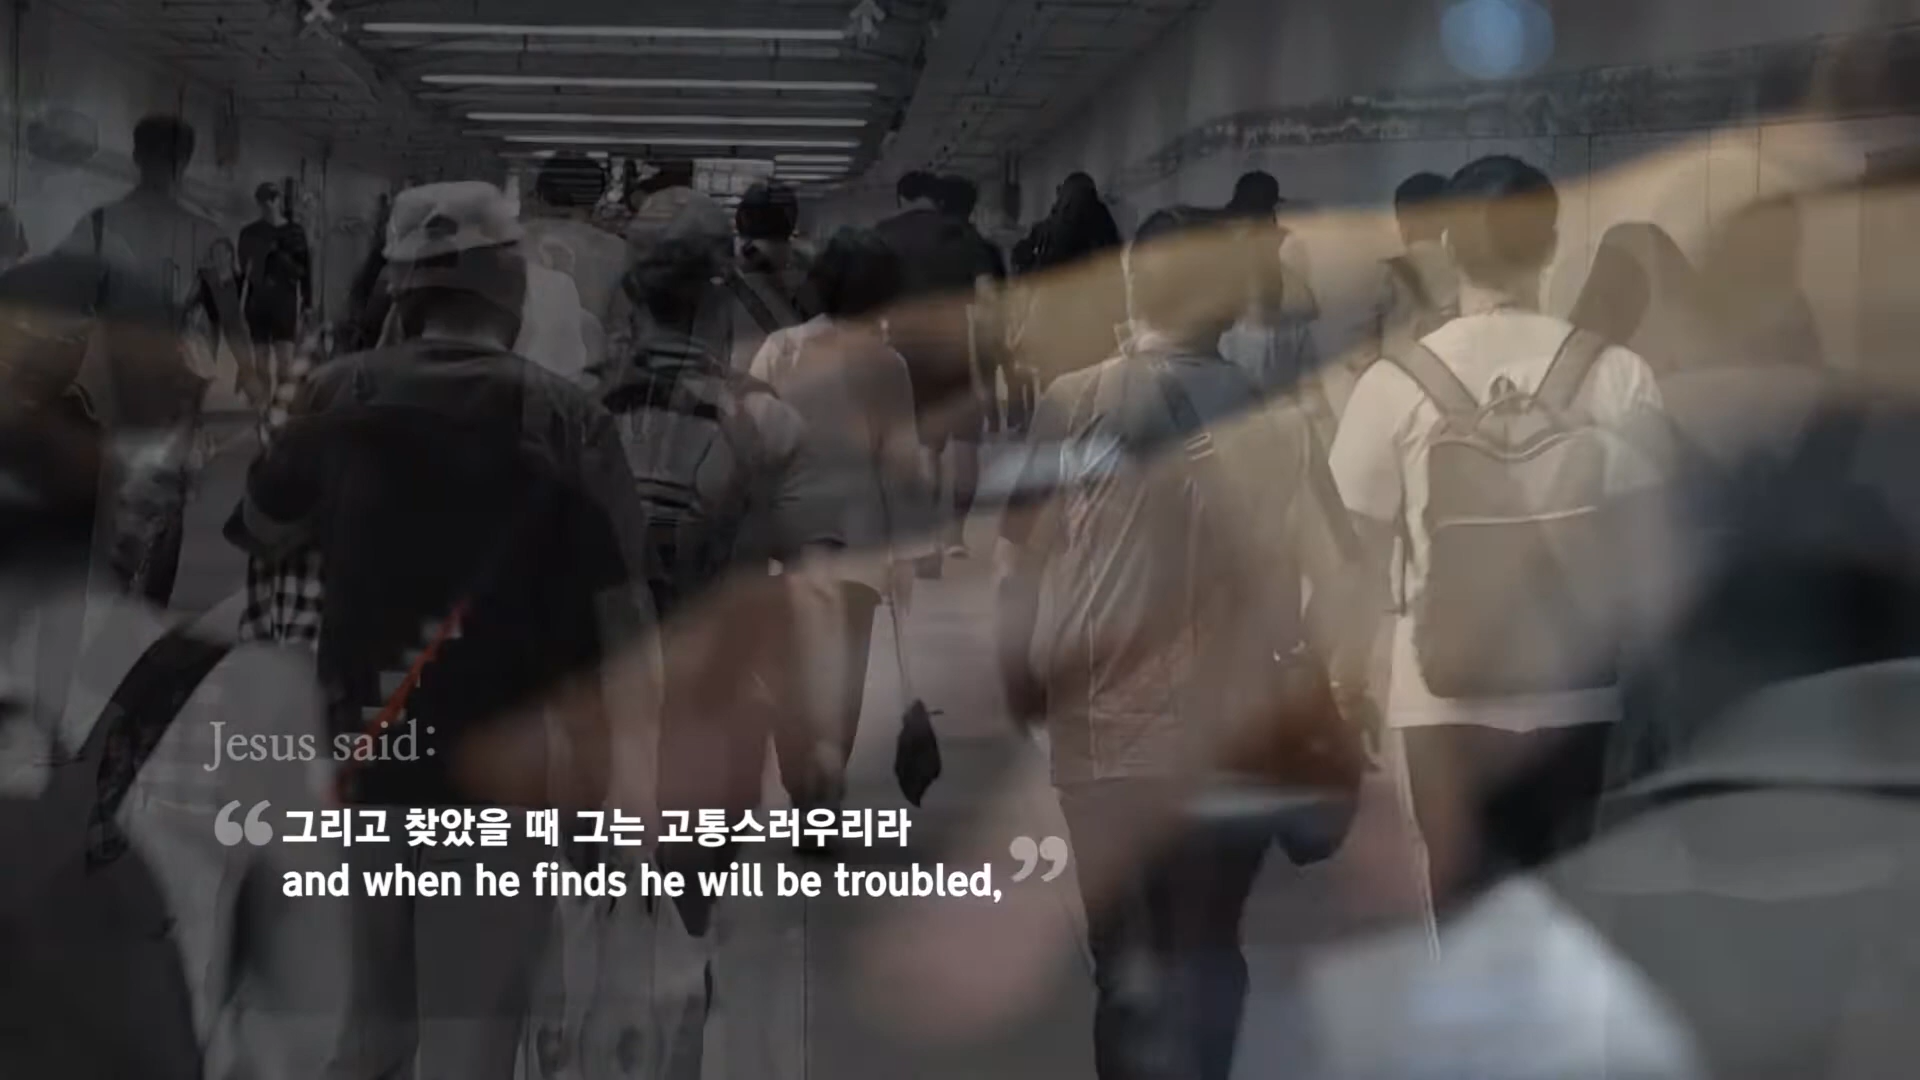 Jesus said:
“그리고 찾았을 때 그는 고통스러우리라
and when he finds he will be troubled,”